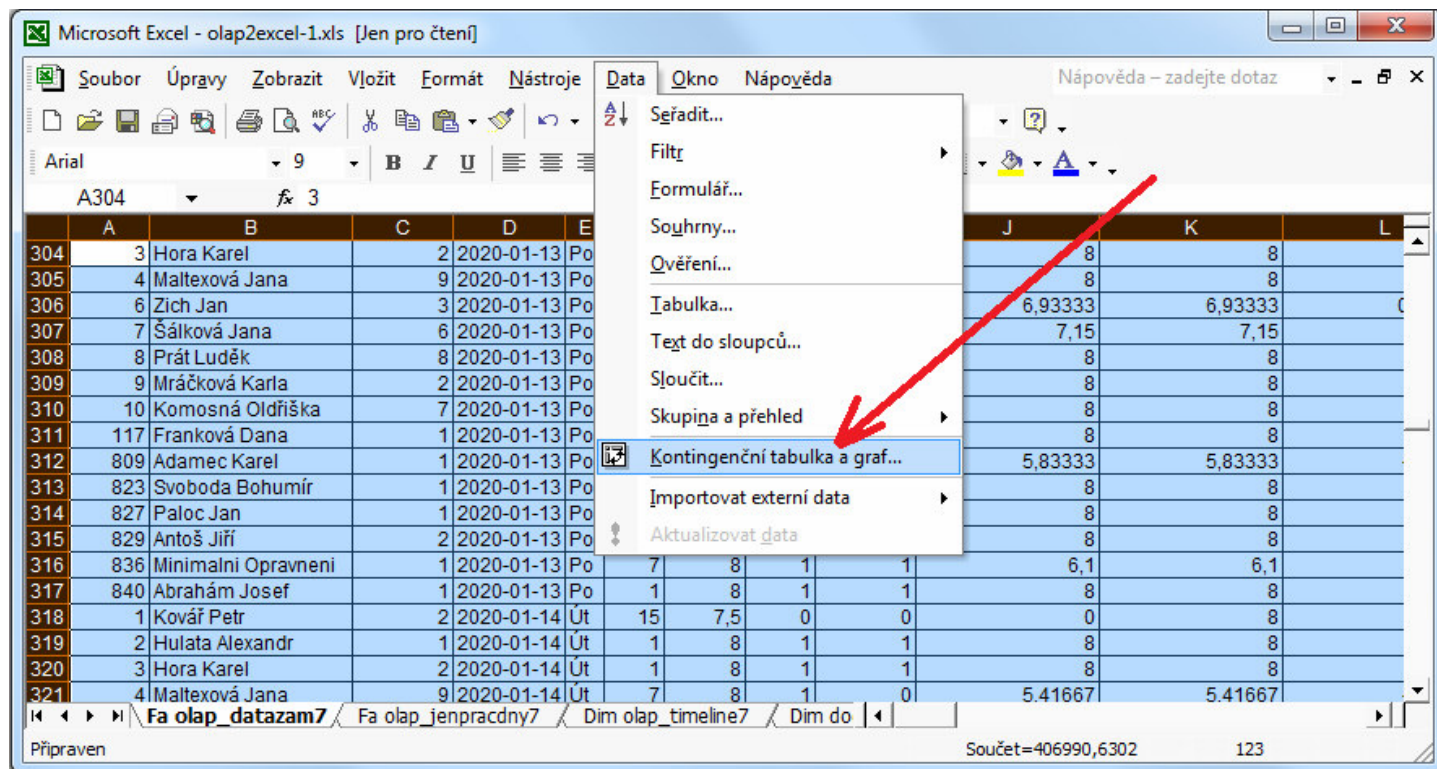 Microsoft Excel - olap2excel-1.xls [Jen pro čtení]
Soubor Úpravy Zobrazit Vložit Formát Nástroje Data Okno Nápověda Nápověda – zadejte dotaz
Arial 9 B I U A
A304 fx 3
A B C D E J K L
304 3 Hora Karel 2 2020-01-13 Po 8 8
305 4 Maltexová Jana 9 2020-01-13 Po 8 8
306 6 Zich Jan 3 2020-01-13 Po 6,93333 6,93333
307 7 Šálková Jana 6 2020-01-13 Po 7,15 7,15
308 8 Prát Luděk 8 2020-01-13 Po 8 8
309 9 Mráčková Karla 2 2020-01-13 Po 8 8
310 10 Komosná Oldřiška 7 2020-01-13 Po 8 8
311 117 Franková Dana 1 2020-01-13 Po 8 8
312 809 Adamec Karel 1 2020-01-13 Po 5,83333 5,83333
313 823 Svoboda Bohumír 1 2020-01-13 Po 8 8
314 827 Paloc Jan 1 2020-01-13 Po 8 8
315 829 Antoš Jiří 2 2020-01-13 Po 8 8
316 836 Minimalni Opravneni 1 2020-01-13 Po 7 8 1 1 6,1 6,1
317 840 Abrahám Josef 1 2020-01-13 Po 1 8 1 1 8 8
318 1 Kovář Petr 2 2020-01-14 Út 15 7,5 0 0 0 8
319 2 Hulata Alexandr 1 2020-01-14 Út 1 8 1 1 8 8
320 3 Hora Karel 2 2020-01-14 Út 1 8 1 1 8 8
321 4 Maltexová Jana 9 2020-01-14 Út 7 8 1 0 5,41667 5,41667
Seřadit...
Filtr
Formulář...
Souhrny...
Ověření...
Tabulka...
Text do sloupců...
Sloučit...
Skupina a přehled
Kontingenční tabulka a graf...
Importovat externí data
Aktualizovat data
Fa olap_datazam7 Fa olap_jenpracdny7 Dim olap_timeline7 Dim do
Připraven Součet=406990,6302 123